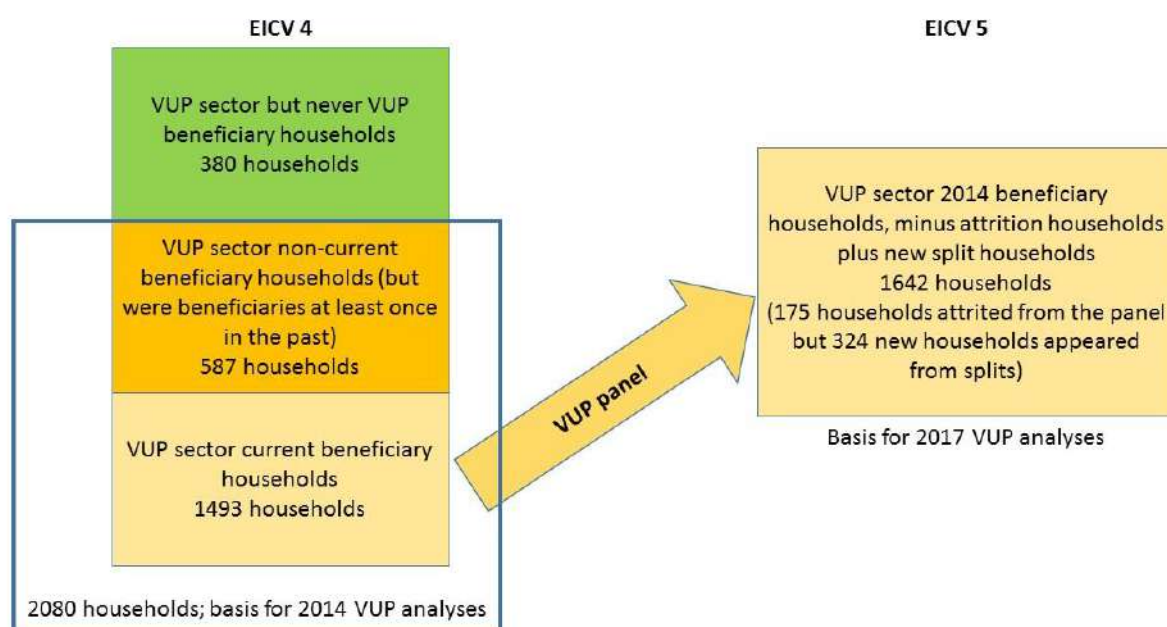 EICV 4
VUP sector but never VUP
beneficiary households
380 households
VUP sector non-current
beneficiary households (but
were beneficiaries at least once
in the past)
587 households
VUP sector current beneficiary
households
1493 households
2080 households; basis for 2014 VUP analyses
VUP panel
EICV 5
VUP sector 2014 beneficiary
households, minus attrition households
plus new split households
1642 households
(175 households attrited from the panel
but 324 new households appeared
from splits)
Basis for 2017 VUP analyses